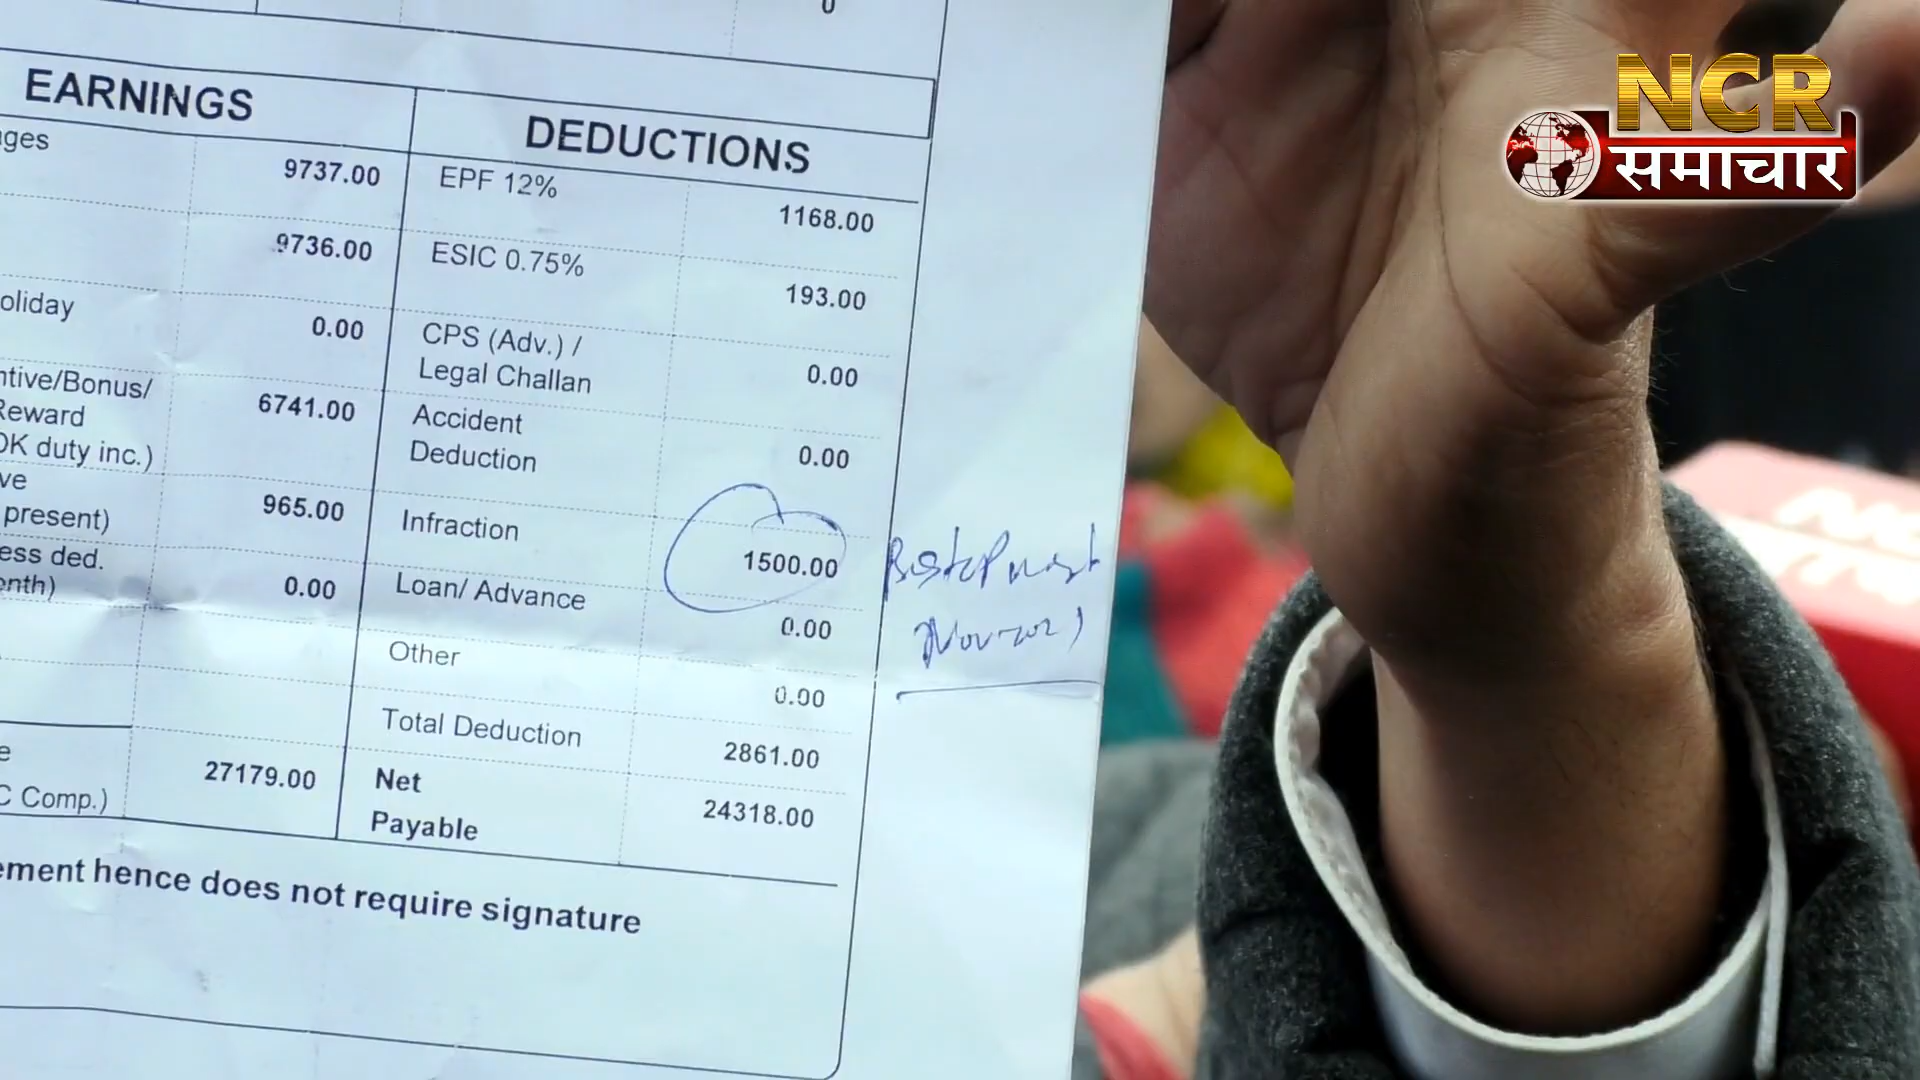 0
EARNINGS
DEDUCTIONS
ges 9737.00 EPF 12% 1168.00
9736.00 ESIC 0.75% 193.00
oliday 0.00 CPS (Adv.) /
Legal Challan 0.00
ntive/Bonus/
Reward 6741.00 Accident
OK duty inc.) Deduction 0.00
ve
present) 965.00 Infraction 1500.00
ess ded.
onth) 0.00 Loan/ Advance 0.00
Other 0.00
Total Deduction 2861.00
e
C Comp.) 27179.00 Net
Payable 24318.00
ement hence does not require signature
NCR
समाचार